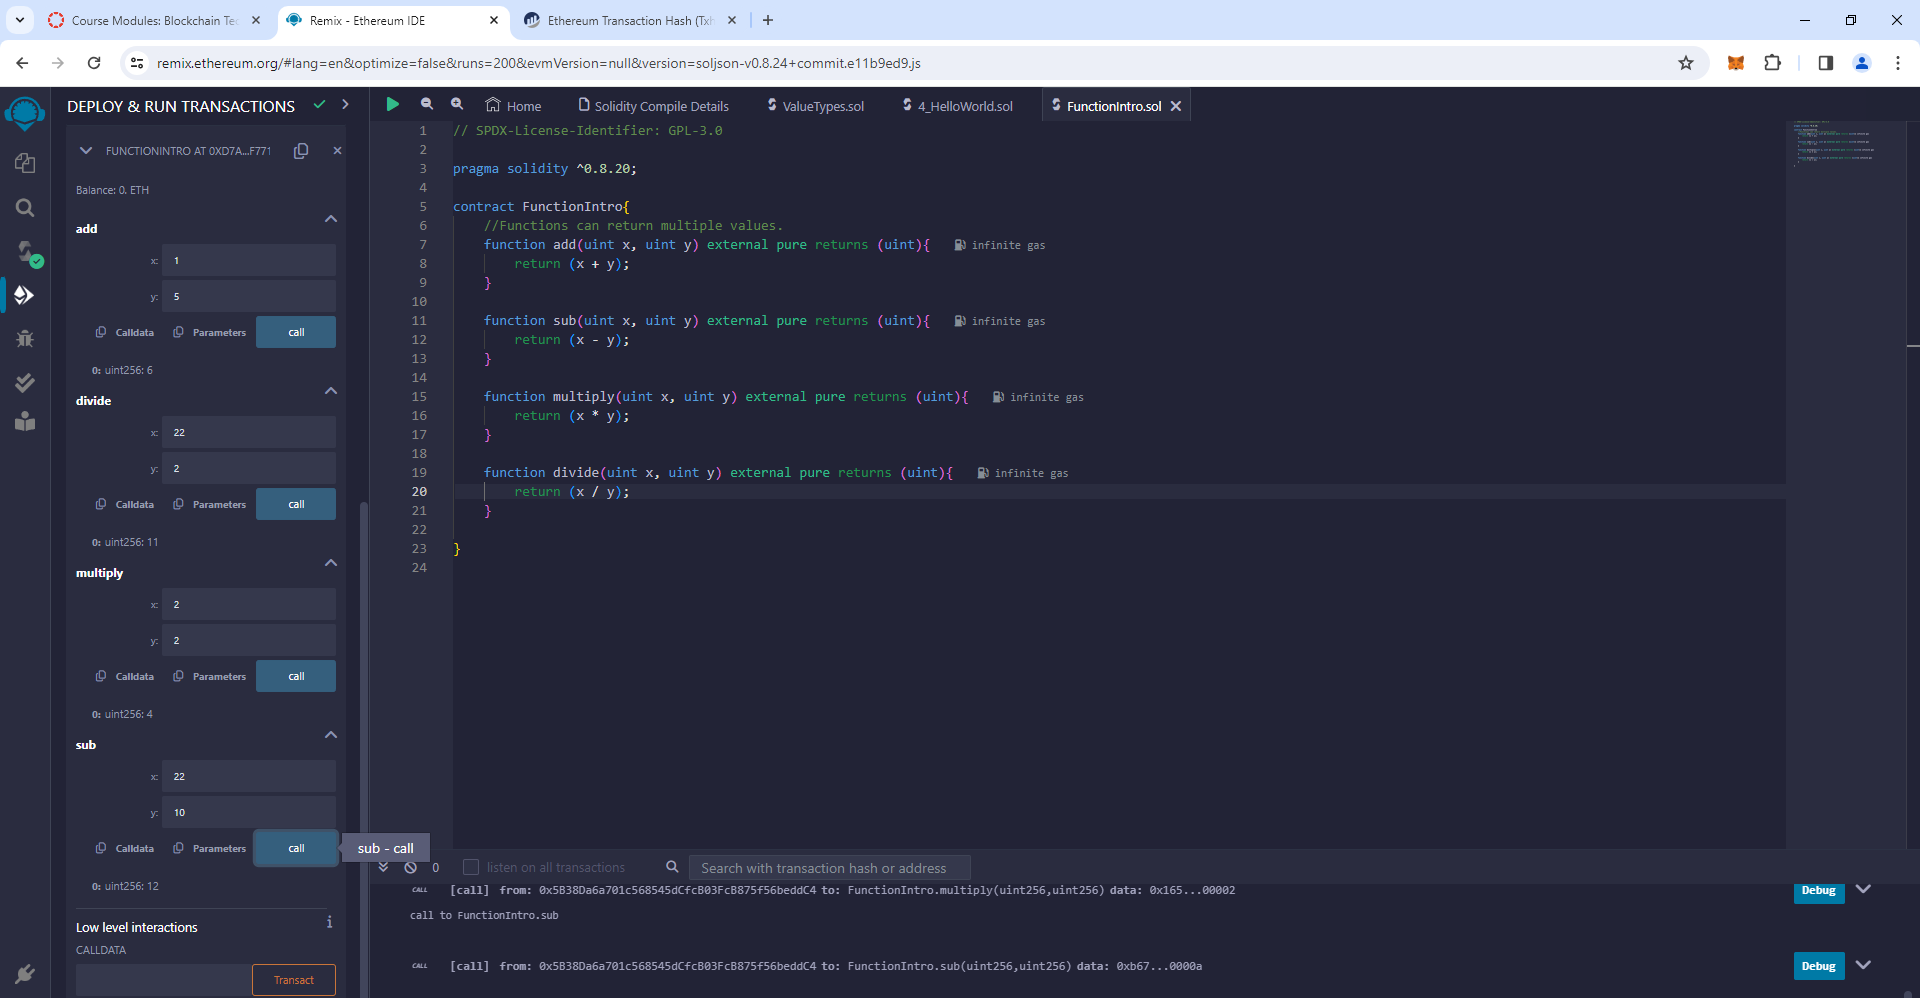 Course Modules: Blockchain Te
Remix - Ethereum IDE
Ethereum Transaction Hash (Txh
remix.ethereum.org/#lang=en&optimize=false&runs=200&evmVersion=null&version=soljson-v0.8.24+commit.e11b9ed9.js
DEPLOY & RUN TRANSACTIONS
FUNCTIONINTRO AT 0XD7A...F771
Balance: 0. ETH
add
x: 1
y: 5
Calldata Parameters call
0: uint256: 6
divide
x: 22
y: 2
Calldata Parameters call
0: uint256: 11
multiply
x: 2
y: 2
Calldata Parameters call
0: uint256: 4
sub
x: 22
y: 10
Calldata Parameters call
sub - call
0: uint256: 12
Low level interactions
i
CALLDATA
Transact
Home Solidity Compile Details ValueTypes.sol 4_HelloWorld.sol FunctionIntro.sol
1 // SPDX-License-Identifier: GPL-3.0
2
3 pragma solidity ^0.8.20;
4
5 contract FunctionIntro{
6 //Functions can return multiple values.
7 function add(uint x, uint y) external pure returns (uint){ infinite gas
8 return (x + y);
9 }
10
11 function sub(uint x, uint y) external pure returns (uint){ infinite gas
12 return (x - y);
13 }
14
15 function multiply(uint x, uint y) external pure returns (uint){ infinite gas
16 return (x * y);
17 }
18
19 function divide(uint x, uint y) external pure returns (uint){ infinite gas
20 return (x / y);
21 }
22
23 }
24
0 listen on all transactions Search with transaction hash or address
CALL [call] from: 0x5B38Da6a701c568545dCfcB03FcB875f56beddC4 to: FunctionIntro.multiply(uint256,uint256) data: 0x165...00002 Debug
call to FunctionIntro.sub
CALL [call] from: 0x5B38Da6a701c568545dCfcB03FcB875f56beddC4 to: FunctionIntro.sub(uint256,uint256) data: 0xb67...0000a Debug